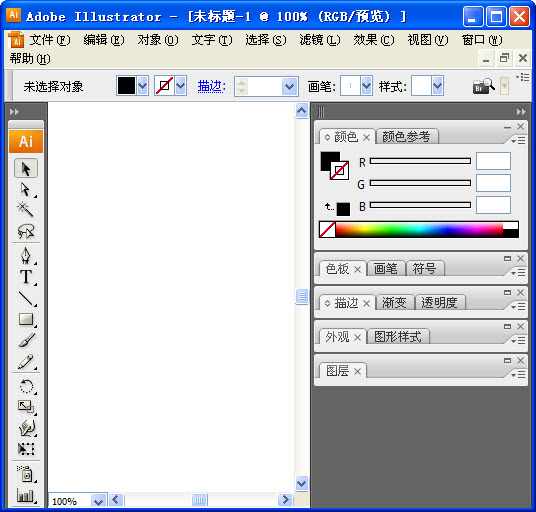 Adobe Illustrator - [未标题-1 @ 100% (RGB/预览) ]
文件(F) 编辑(E) 对象(O) 文字(T) 选择(S) 滤镜(L) 效果(C) 视图(V) 窗口(W)
帮助(H)
未选择对象 描边: 画笔: 样式: Br
Ai
颜色 颜色参考
R
G
B
色板 画笔 符号
描边 渐变 透明度
外观 图形样式
图层
100%